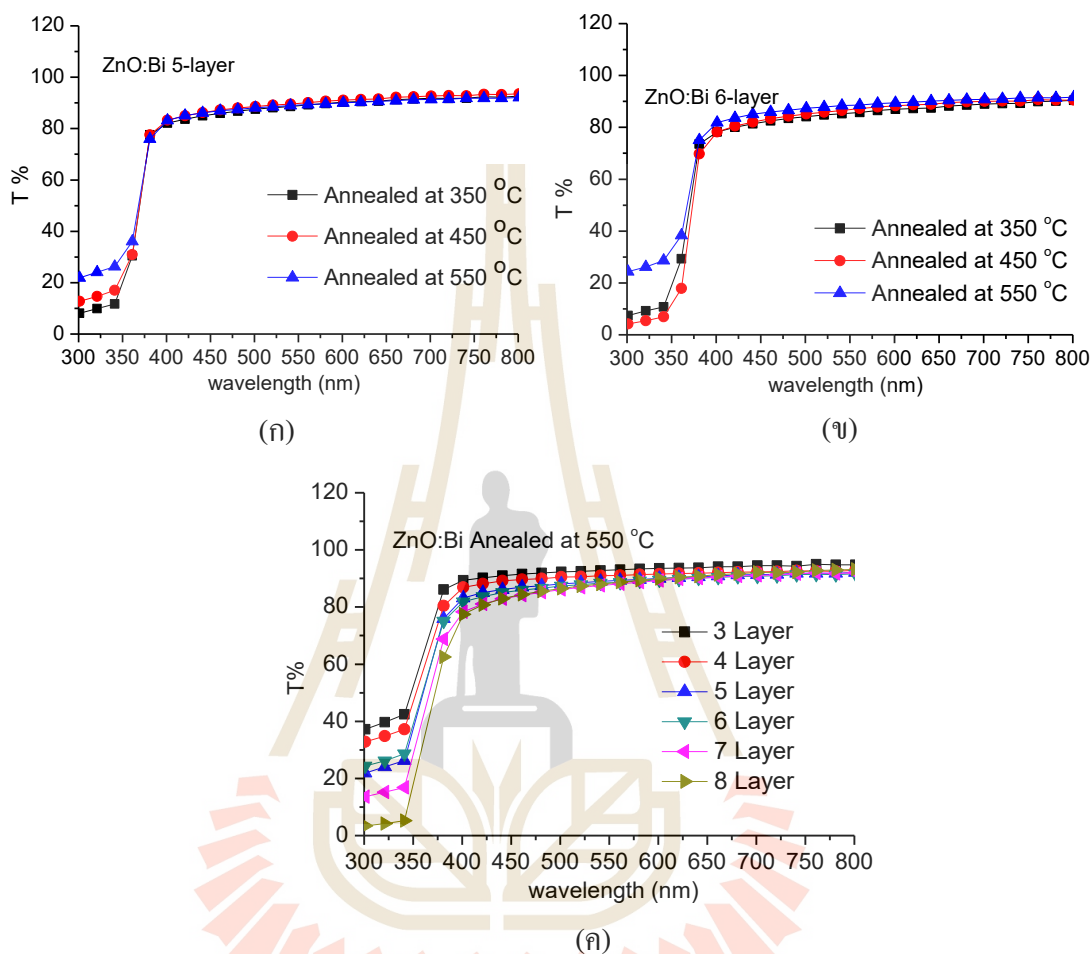 120
100
80
60
40
20
0
T %
ZnO:Bi 5-layer
Annealed at 350 °C
Annealed at 450 °C
Annealed at 550 °C
300 350 400 450 500 550 600 650 700 750 800
wavelength (nm)
(ก)
120
100
80
60
40
20
0
T %
ZnO:Bi 6-layer
Annealed at 350 °C
Annealed at 450 °C
Annealed at 550 °C
300 350 400 450 500 550 600 650 700 750 800
wavelength (nm)
(ข)
120
100
80
60
40
20
0
T%
ZnO:Bi Anealed at 550 °C
3 Layer
4 Layer
5 Layer
6 Layer
7 Layer
8 Layer
300 350 400 450 500 550 600 650 700 750 800
wavelength (nm)
(ค)